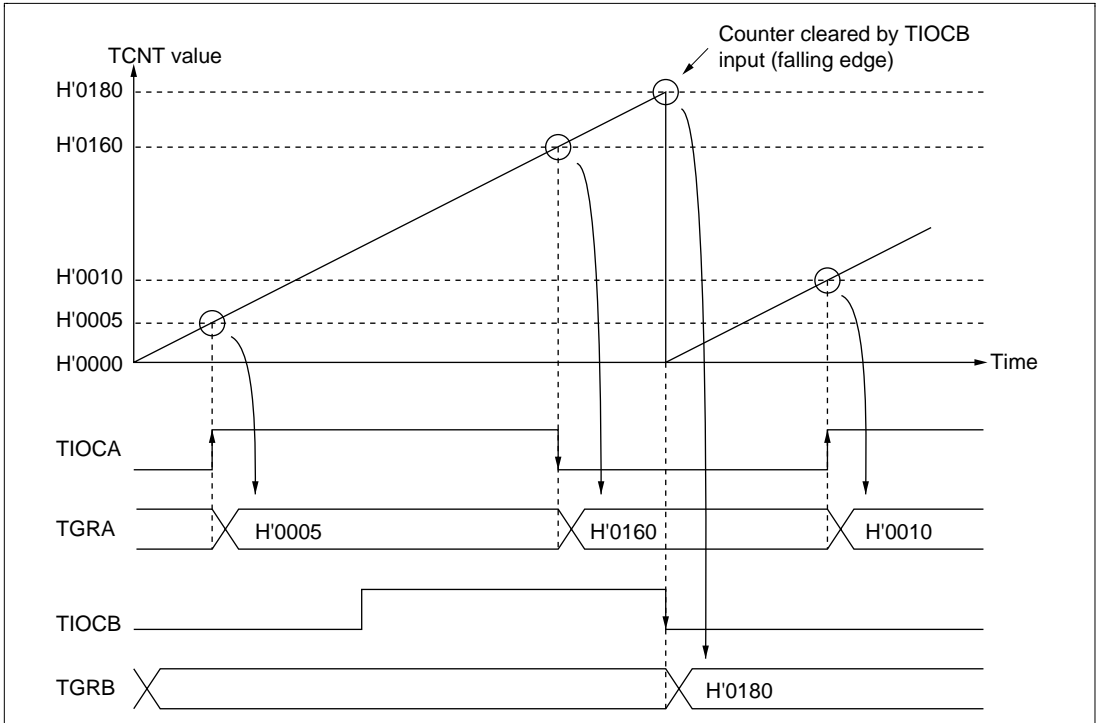 Counter cleared by TIOCB
input (falling edge)
TCNT value
H'0180
H'0160
H'0010
H'0005
H'0000
Time
TIOCA
TGRA
H'0005
H'0160
H'0010
TIOCB
TGRB
H'0180